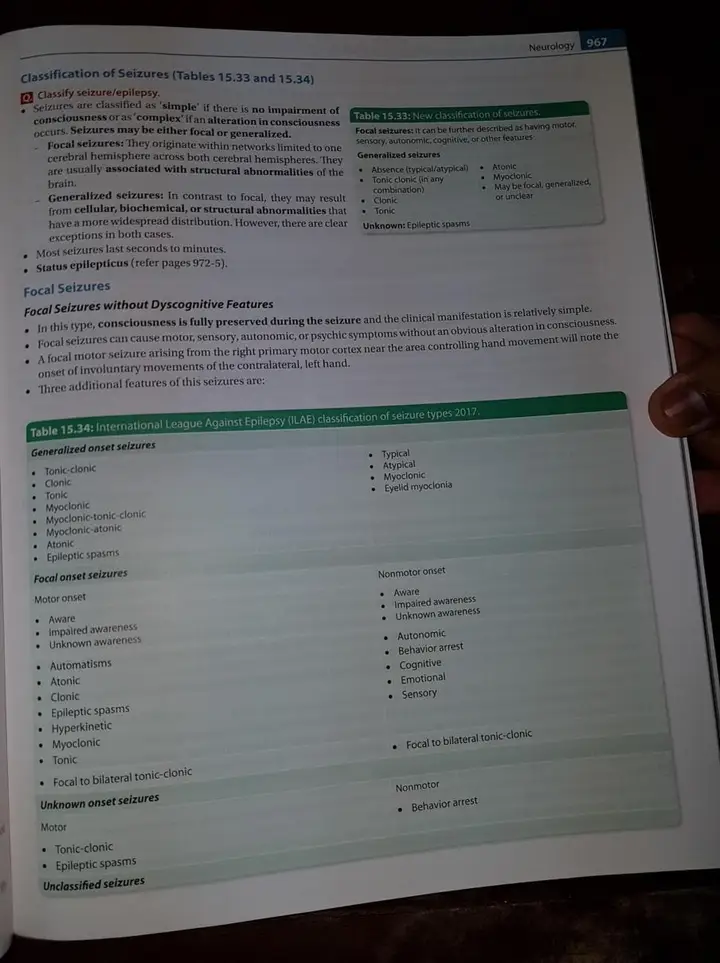 Neurology 967
Classification of Seizures (Tables 15.33 and 15.34)
Q. Classify seizure/epilepsy.
• Seizures are classified as 'simple' if there is no impairment of
consciousness or as 'complex' if an alteration in consciousness
occurs. Seizures may be either focal or generalized.
– Focal seizures: They originate within networks limited to one
cerebral hemisphere across both cerebral hemispheres. They
are usually associated with structural abnormalities of the
brain.
– Generalized seizures: In contrast to focal, they may result
from cellular, biochemical, or structural abnormalities that
have a more widespread distribution. However, there are clear
exceptions in both cases.
• Most seizures last seconds to minutes.
• Status epilepticus (refer pages 972-5).
Table 15.33: New classification of seizures.
Focal seizures: It can be further described as having motor,
sensory, autonomic, cognitive, or other features
Generalized seizures
• Absence (typical/atypical)
• Tonic clonic (in any
combination)
• Clonic
• Tonic
• Atonic
• Myoclonic
• May be focal, generalized,
or unclear
Unknown: Epileptic spasms
Focal Seizures
Focal Seizures without Dyscognitive Features
• In this type, consciousness is fully preserved during the seizure and the clinical manifestation is relatively simple.
• Focal seizures can cause motor, sensory, autonomic, or psychic symptoms without an obvious alteration in consciousness.
• A focal motor seizure arising from the right primary motor cortex near the area controlling hand movement will note the
onset of involuntary movements of the contralateral, left hand.
• Three additional features of this seizures are:
Table 15.34: International League Against Epilepsy (ILAE) classification of seizure types 2017.
Generalized onset seizures
• Tonic-clonic
• Clonic
• Tonic
• Myoclonic
• Myoclonic-tonic-clonic
• Myoclonic-atonic
• Atonic
• Epileptic spasms
• Typical
• Atypical
• Myoclonic
• Eyelid myoclonia
Focal onset seizures
Motor onset
• Aware
• Impaired awareness
• Unknown awareness
• Automatisms
• Atonic
• Clonic
• Epileptic spasms
• Hyperkinetic
• Myoclonic
• Tonic
• Focal to bilateral tonic-clonic
Nonmotor onset
• Aware
• Impaired awareness
• Unknown awareness
• Autonomic
• Behavior arrest
• Cognitive
• Emotional
• Sensory
• Focal to bilateral tonic-clonic
Unknown onset seizures
Motor
• Tonic-clonic
• Epileptic spasms
Nonmotor
• Behavior arrest
Unclassified seizures